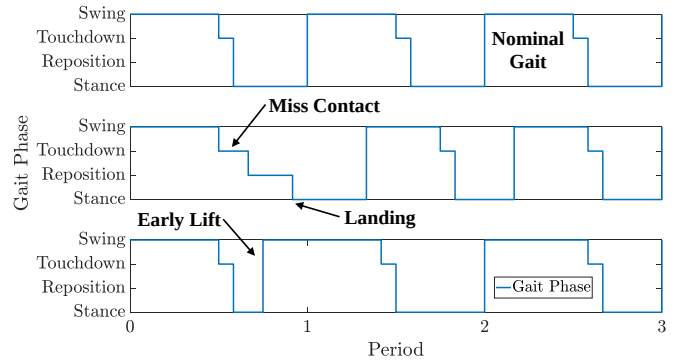 Swing
Touchdown
Reposition
Stance
Nominal
Gait
Miss Contact
Swing
Touchdown
Reposition
Stance
Landing
Early Lift
Swing
Touchdown
Reposition
Stance
Gait Phase
0 1 2 3
Period
Gait Phase